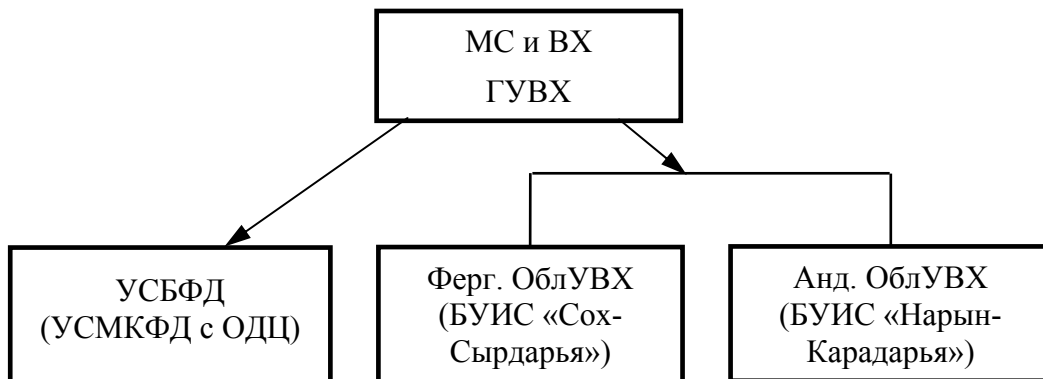 МС и ВХ
ГУВХ
УСБФД
(УСМКФД с ОДЦ)
Ферг. ОблУВХ
(БУИС «Сох-
Сырдарья»)
Анд. ОблУВХ
(БУИС «Нарын-
Карадарья»)